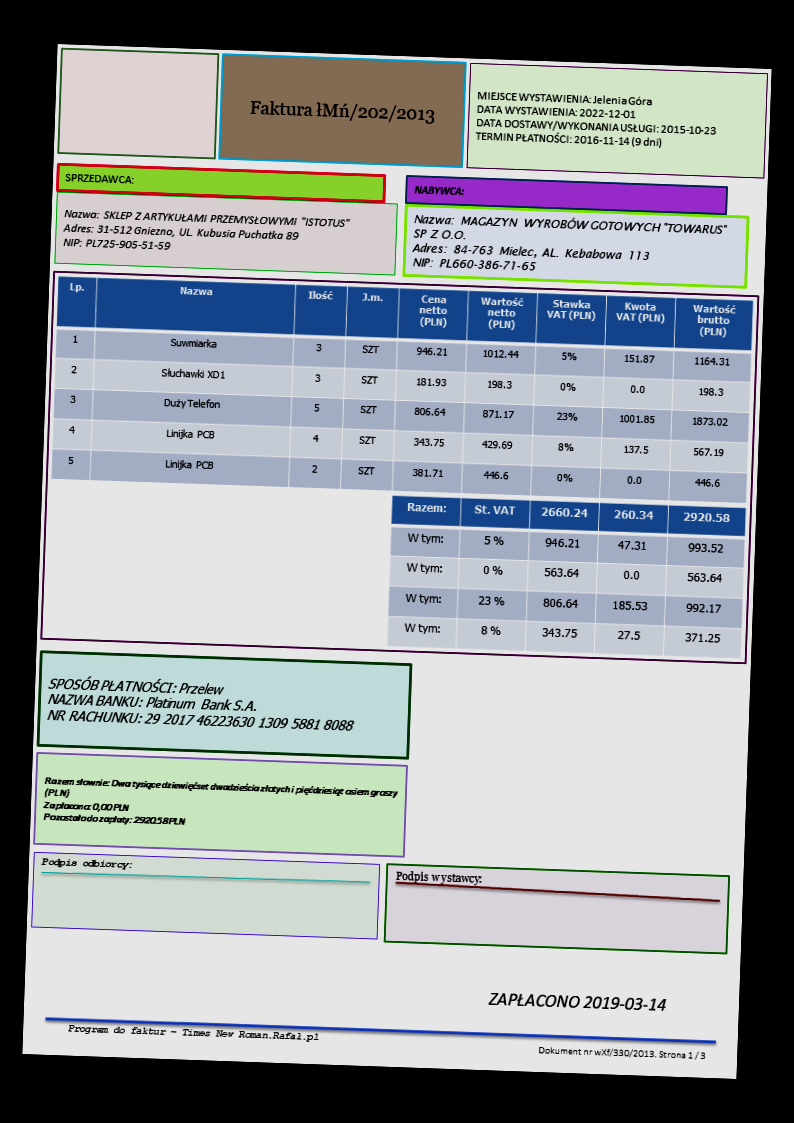 Faktura łMń/202/2013
MIEJSCE WYSTAWIENIA: Jelenia Góra
DATA WYSTAWIENIA: 2022-12-01
DATA DOSTAWY/WYKONANIA USŁUGI: 2015-10-23
TERMIN PŁATNOŚCI: 2016-11-14 (9 dni)
SPRZEDAWCA:
Nazwa: SKLEP Z ARTYKUŁAMI PRZEMYSŁOWYMI "ISTOTUS"
Adres: 31-512 Gniezno, UL. Kubusia Puchatka 89
NIP: PL725-905-51-59
NABYWCA:
Nazwa: MAGAZYN WYROBÓW GOTOWYCH "TOWARUS"
SP Z O.O.
Adres: 84-763 Mielec, AL. Kebabowa 113
NIP: PL660-386-71-65
Lp. Nazwa Ilość J.m. Cena netto (PLN) Wartość netto (PLN) Stawka VAT (PLN) Kwota VAT (PLN) Wartość brutto (PLN)
1 Suwmiarka 3 SZT 946.21 1012.44 5% 151.87 1164.31
2 Słuchawki XD1 3 SZT 181.93 198.3 0% 0.0 198.3
3 Duży Telefon 5 SZT 806.64 871.17 23% 1001.85 1873.02
4 Linijka PCB 4 SZT 343.75 429.69 8% 137.5 567.19
5 Linijka PCB 2 SZT 381.71 446.6 0% 0.0 446.6
Razem: St. VAT 2660.24 260.34 2920.58
W tym: 5 % 946.21 47.31 993.52
W tym: 0 % 563.64 0.0 563.64
W tym: 23 % 806.64 185.53 992.17
W tym: 8 % 343.75 27.5 371.25
SPOSÓB PŁATNOŚCI: Przelew
NAZWA BANKU: Platinum Bank S.A.
NR RACHUNKU: 29 2017 46223630 1309 5881 8088
Razem słownie: Dwa tysiące dziewięćset dwadzieścia złotych i pięćdziesiąt osiem groszy
(PLN)
Zapłacono: 0,00 PLN
Pozostało do zapłaty: 2920.58 PLN
Podpis odbiorcy:
Podpis wystawcy:
ZAPŁACONO 2019-03-14
Program do faktur – Times New Roman.Rafal.pl
Dokument nr wXf/330/2013. Strona 1 / 3